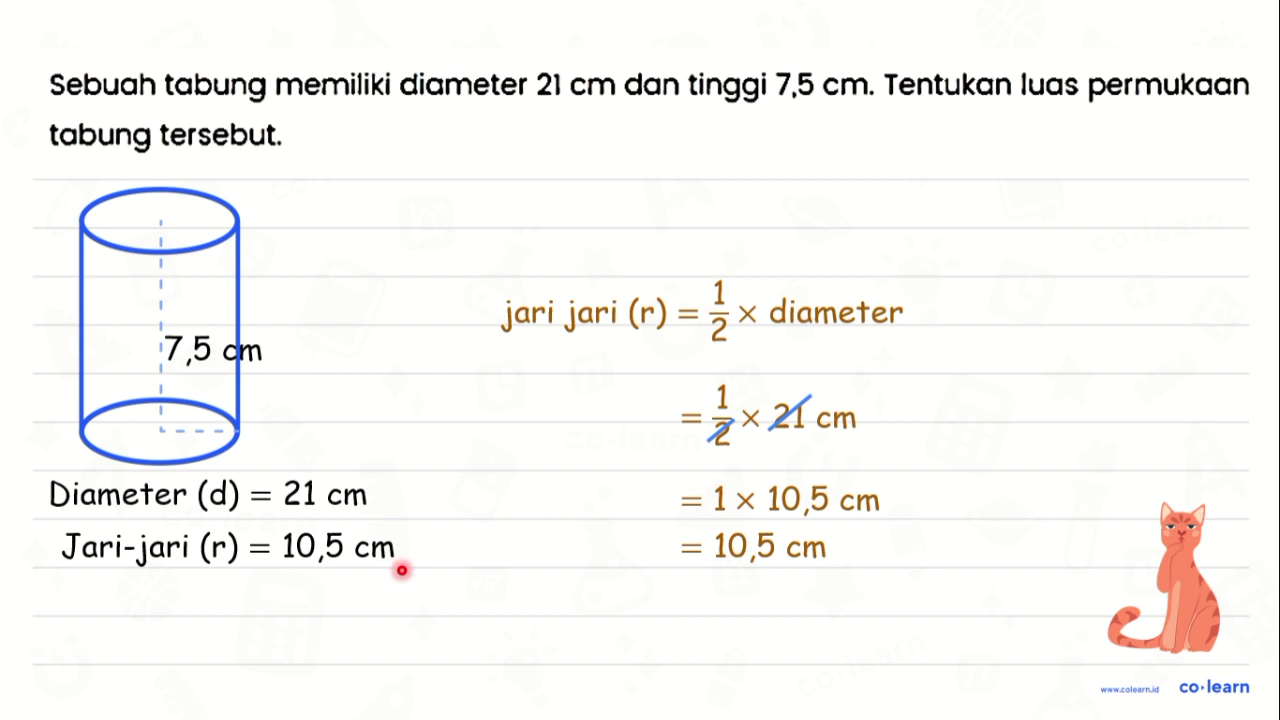 Sebuah tabung memiliki diameter 21 cm dan tinggi 7,5 cm. Tentukan luas permukaan
tabung tersebut.
7,5 cm
Diameter (d) = 21 cm
Jari-jari (r) = 10,5 cm
jari jari (r) = 1/2 × diameter
= 1/2 × 21 cm
= 1 × 10,5 cm
= 10,5 cm
www.colearn.id co·learn